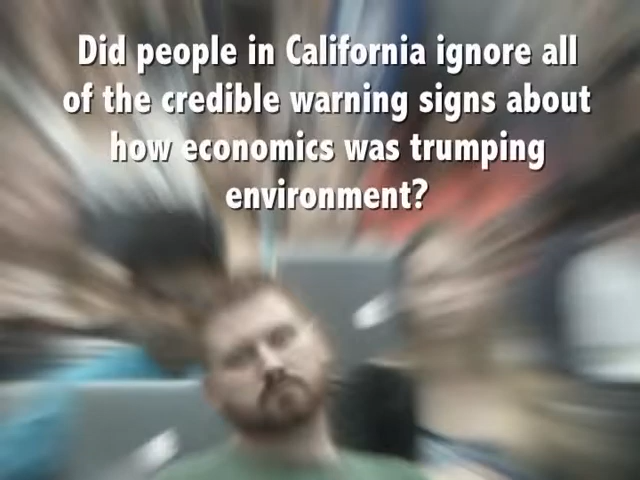 Did people in California ignore all
of the credible warning signs about
how economics was trumping
environment?